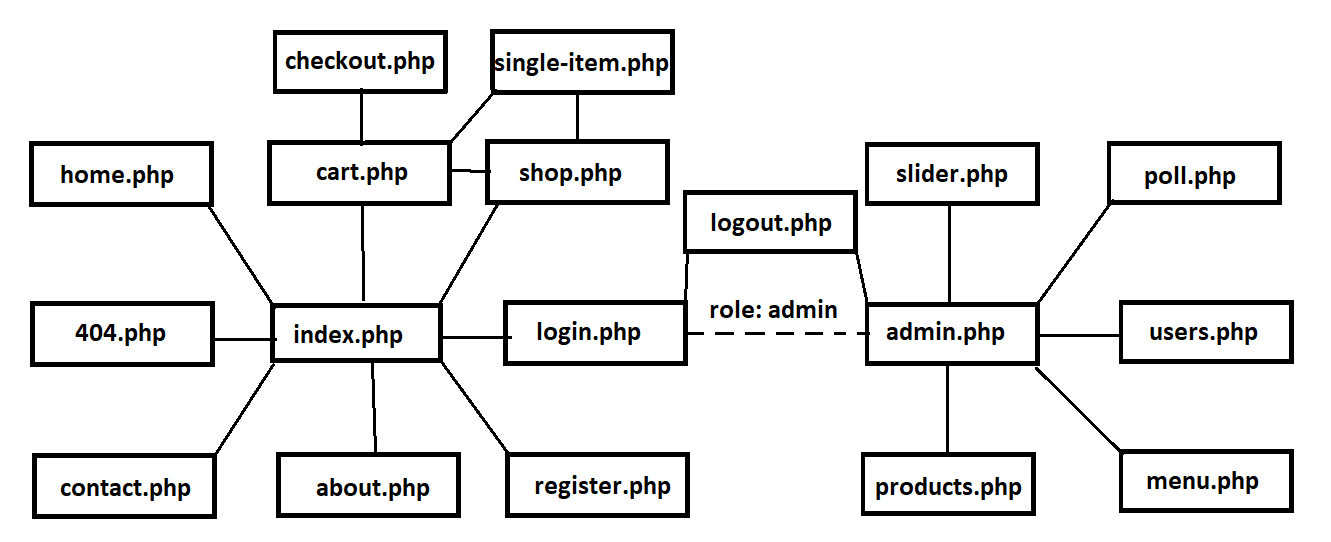 checkout.php
single-item.php
home.php
cart.php
shop.php
slider.php
poll.php
logout.php
404.php
index.php
login.php
role: admin
admin.php
users.php
contact.php
about.php
register.php
products.php
menu.php